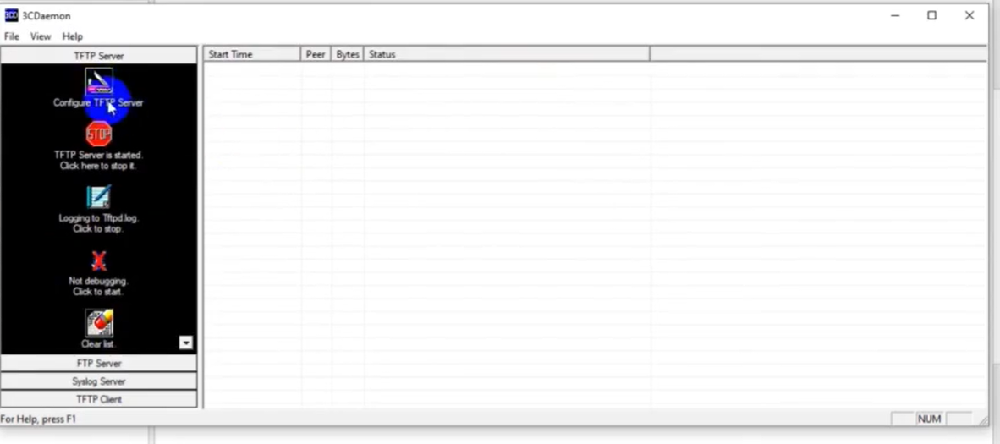 3CDaemon
File View Help
TFTP Server
Start Time Peer Bytes Status
Configure TFTP Server
STOP
TFTP Server is started.
Click here to stop it.
Logging to Tftpd.log.
Click to stop.
Not debugging.
Click to start.
Clear list.
FTP Server
Syslog Server
TFTP Client
For Help, press F1
NUM